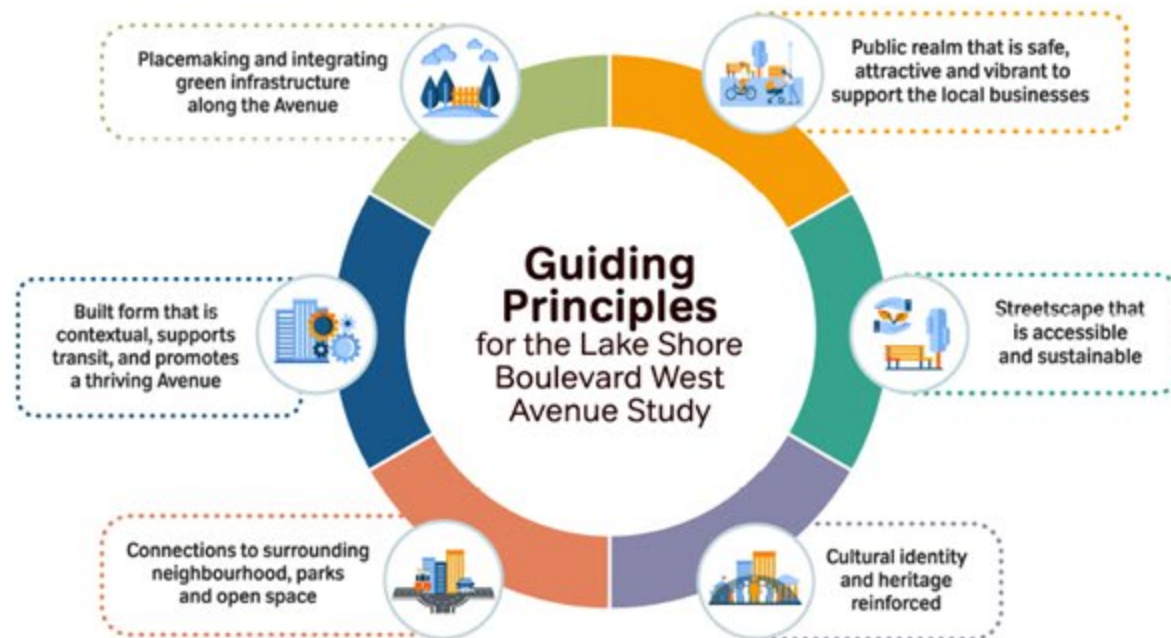 Placemaking and integrating
green infrastructure
along the Avenue
Public realm that is safe,
attractive and vibrant to
support the local businesses
Guiding
Principles
for the Lake Shore
Boulevard West
Avenue Study
Built form that is
contextual, supports
transit, and promotes
a thriving Avenue
Streetscape that
is accessible
and sustainable
Connections to surrounding
neighbourhood, parks
and open space
Cultural identity
and heritage
reinforced